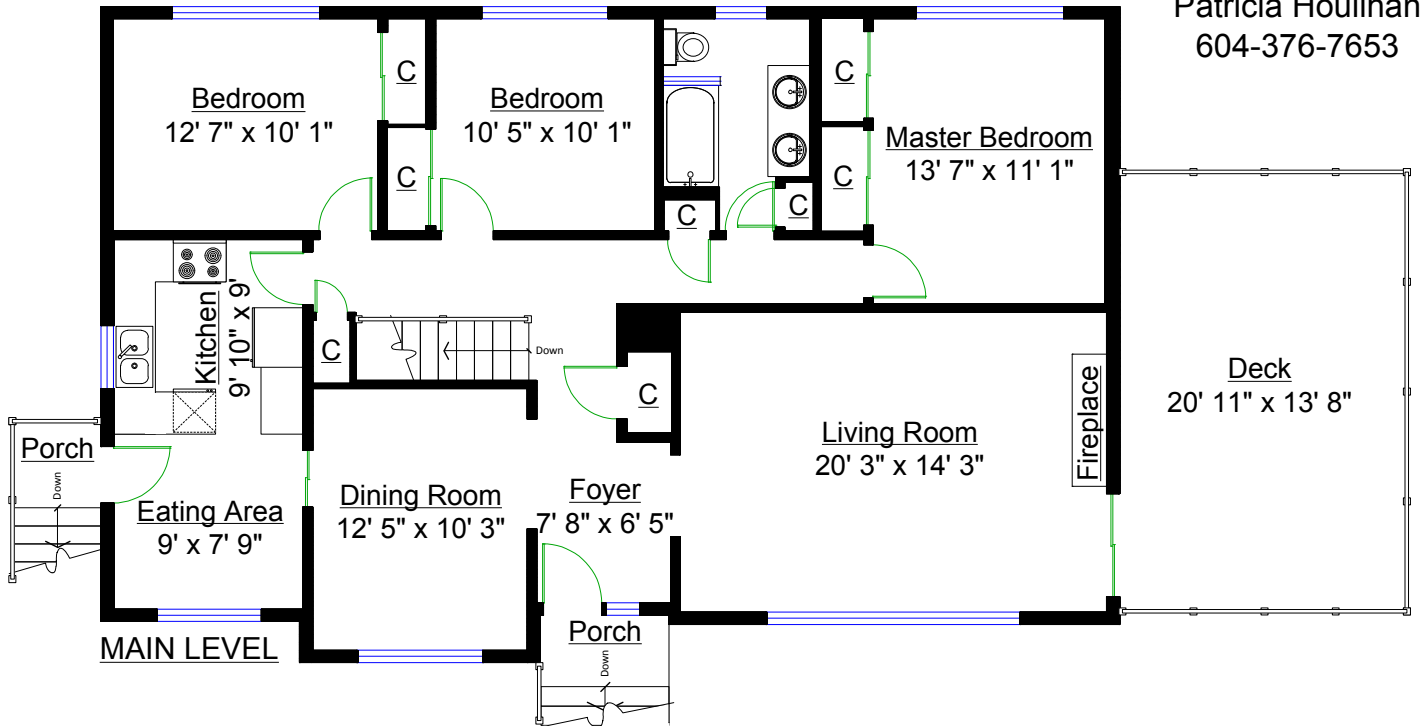 Patricia Houlihan
604-376-7653
Bedroom
12' 7" x 10' 1"
C
C
Bedroom
10' 5" x 10' 1"
C
C
C
C
Master Bedroom
13' 7" x 11' 1"
Kitchen
9' 10" x 9'
C
Down
C
Living Room
20' 3" x 14' 3"
Fireplace
Deck
20' 11" x 13' 8"
Porch
Down
Eating Area
9' x 7' 9"
Dining Room
12' 5" x 10' 3"
Foyer
7' 8" x 6' 5"
Porch
Down
MAIN LEVEL